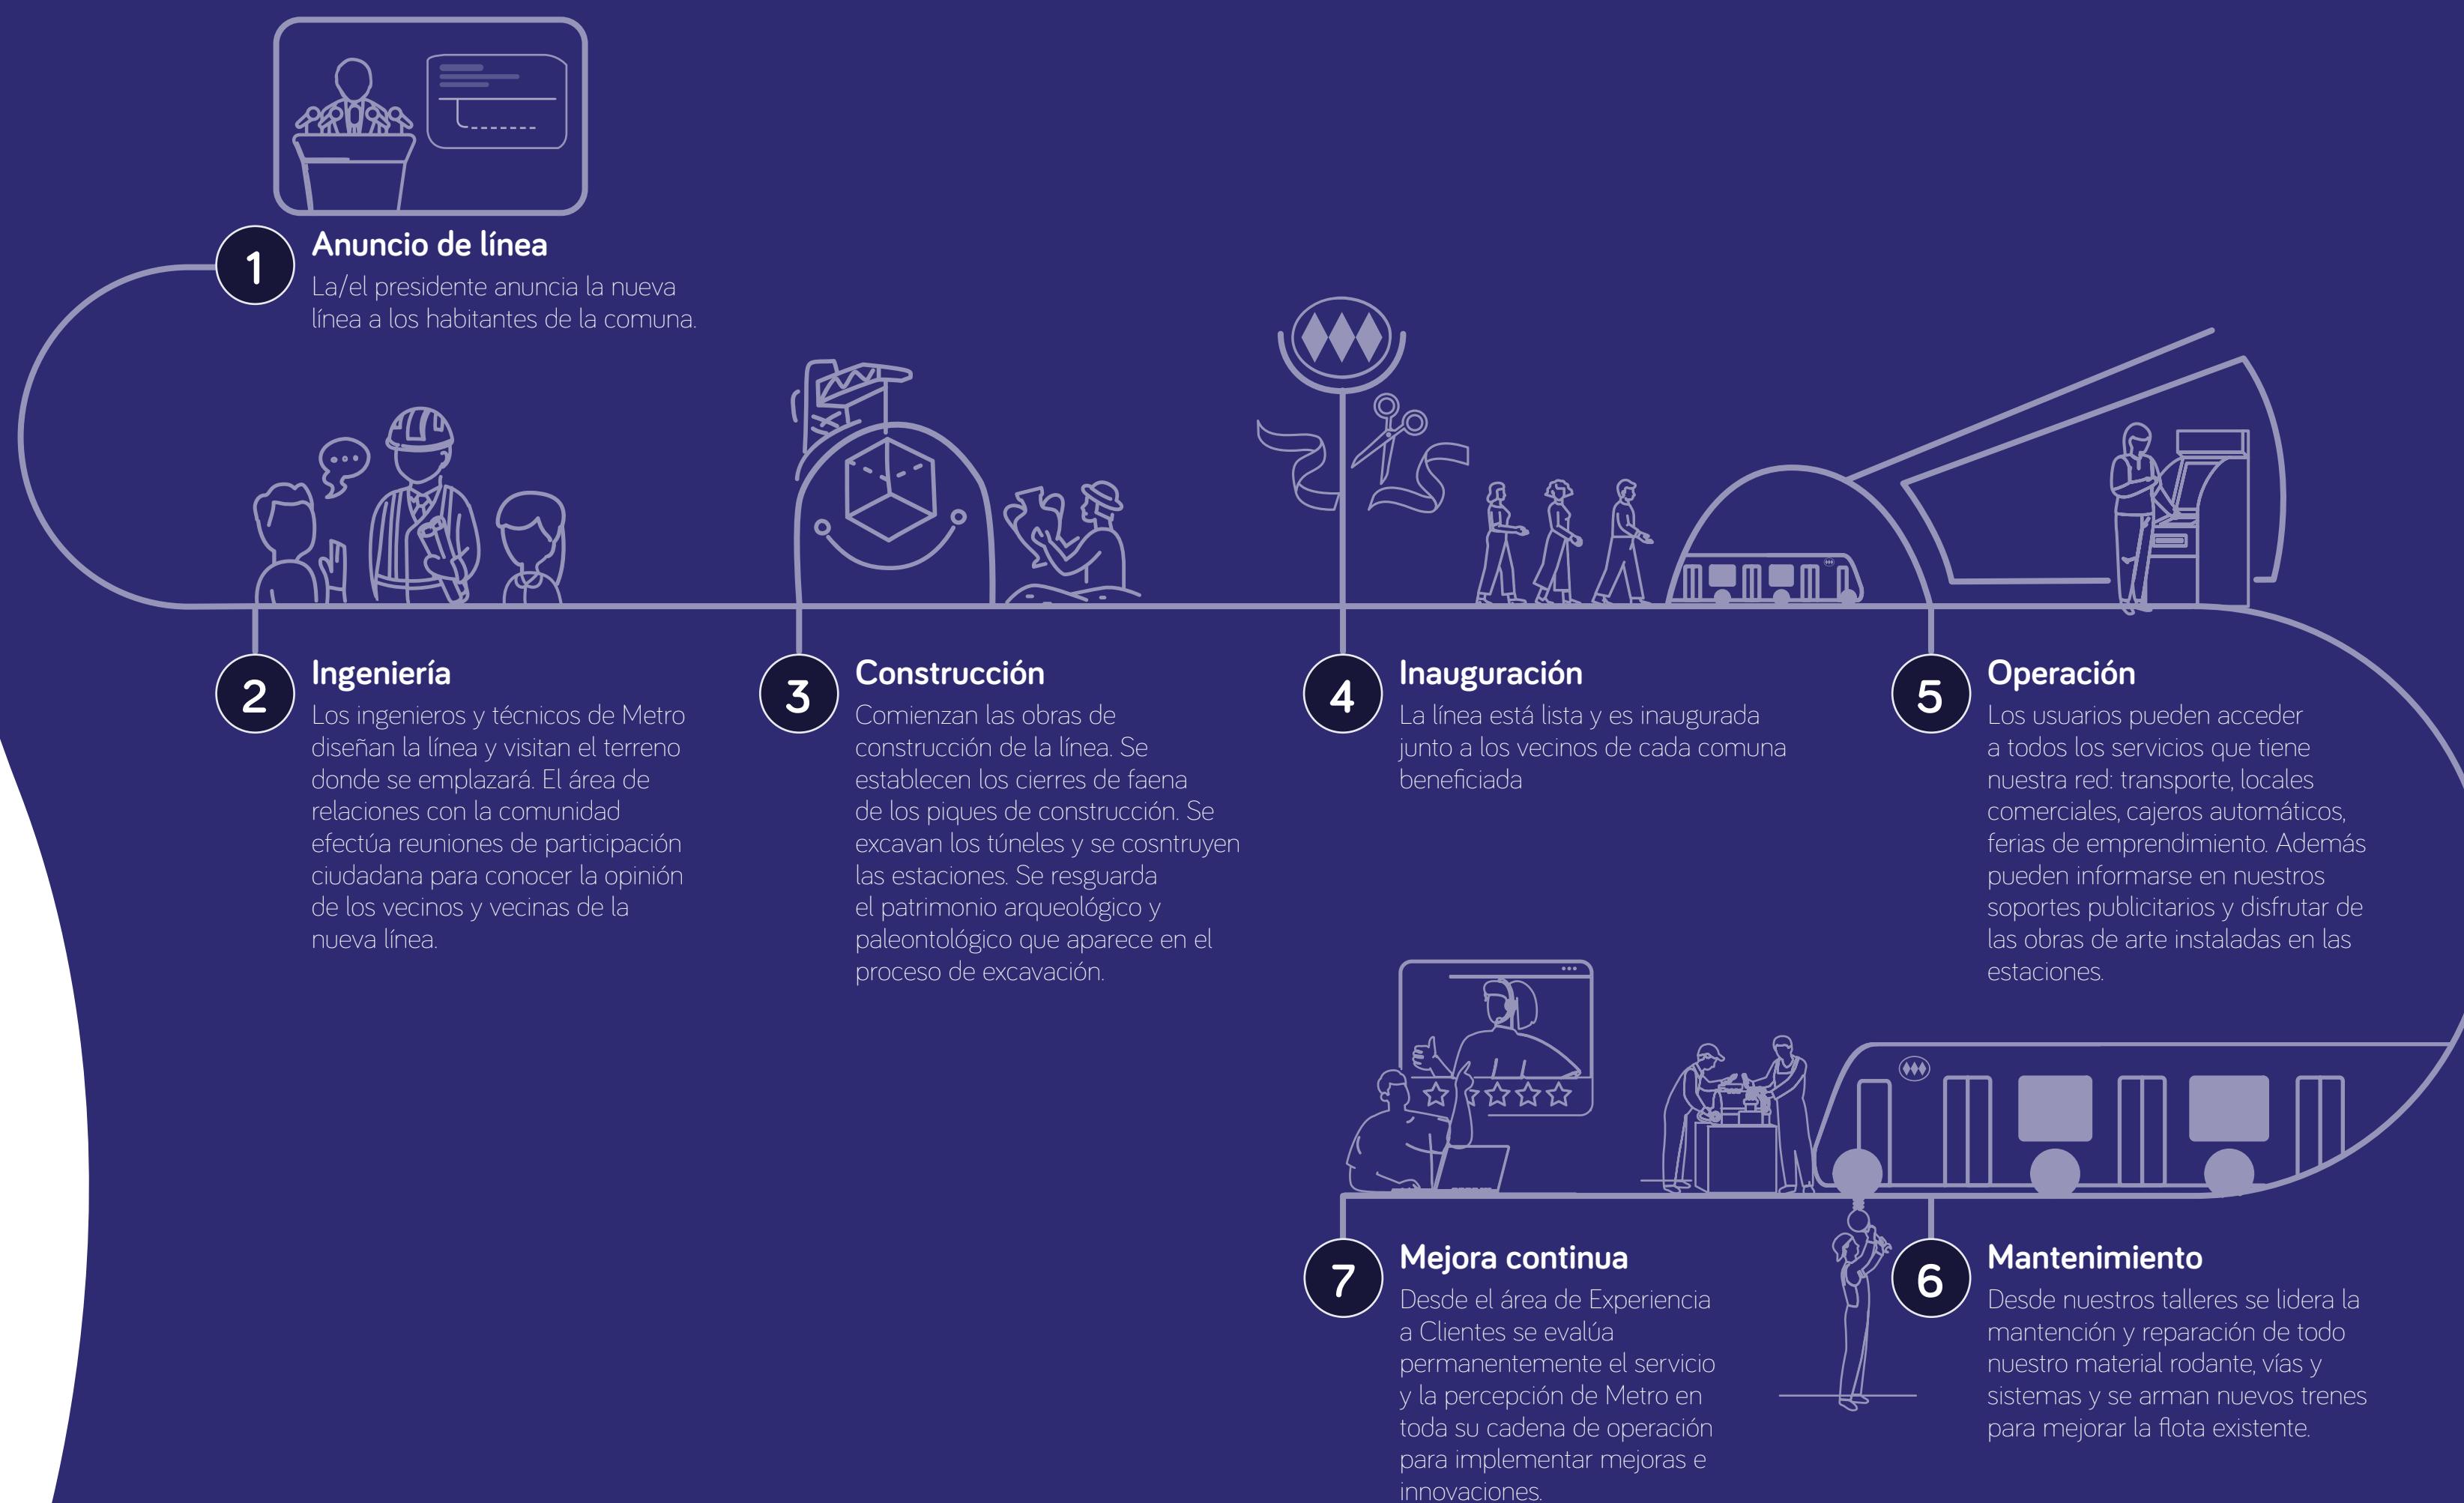 1
Anuncio de línea
La/el presidente anuncia la nueva
línea a los habitantes de la comuna.
2
Ingeniería
Los ingenieros y técnicos de Metro
diseñan la línea y visitan el terreno
donde se emplazará. El área de
relaciones con la comunidad
efectúa reuniones de participación
ciudadana para conocer la opinión
de los vecinos y vecinas de la
nueva línea.
3
Construcción
Comienzan las obras de
construcción de la línea. Se
establecen los cierres de faena
de los piques de construcción. Se
excavan los túneles y se cosntruyen
las estaciones. Se resguarda
el patrimonio arqueológico y
paleontológico que aparece en el
proceso de excavación.
4
Inauguración
La línea está lista y es inaugurada
junto a los vecinos de cada comuna
beneficiada
5
Operación
Los usuarios pueden acceder
a todos los servicios que tiene
nuestra red: transporte, locales
comerciales, cajeros automáticos,
ferias de emprendimiento. Además
pueden informarse en nuestros
soportes publicitarios y disfrutar de
las obras de arte instaladas en las
estaciones.
6
Mantenimiento
Desde nuestros talleres se lidera la
mantención y reparación de todo
nuestro material rodante, vías y
sistemas y se arman nuevos trenes
para mejorar la flota existente.
7
Mejora continua
Desde el área de Experiencia
a Clientes se evalúa
permanentemente el servicio
y la percepción de Metro en
toda su cadena de operación
para implementar mejoras e
innovaciones.